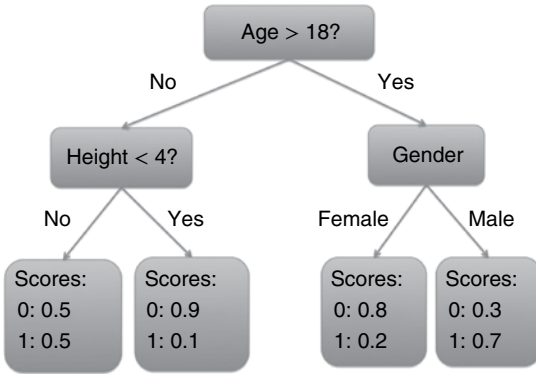 Age > 18?
No
Yes
Height < 4?
Gender
No
Yes
Female
Male
Scores:
0: 0.5
1: 0.5
Scores:
0: 0.9
1: 0.1
Scores:
0: 0.8
1: 0.2
Scores:
0: 0.3
1: 0.7